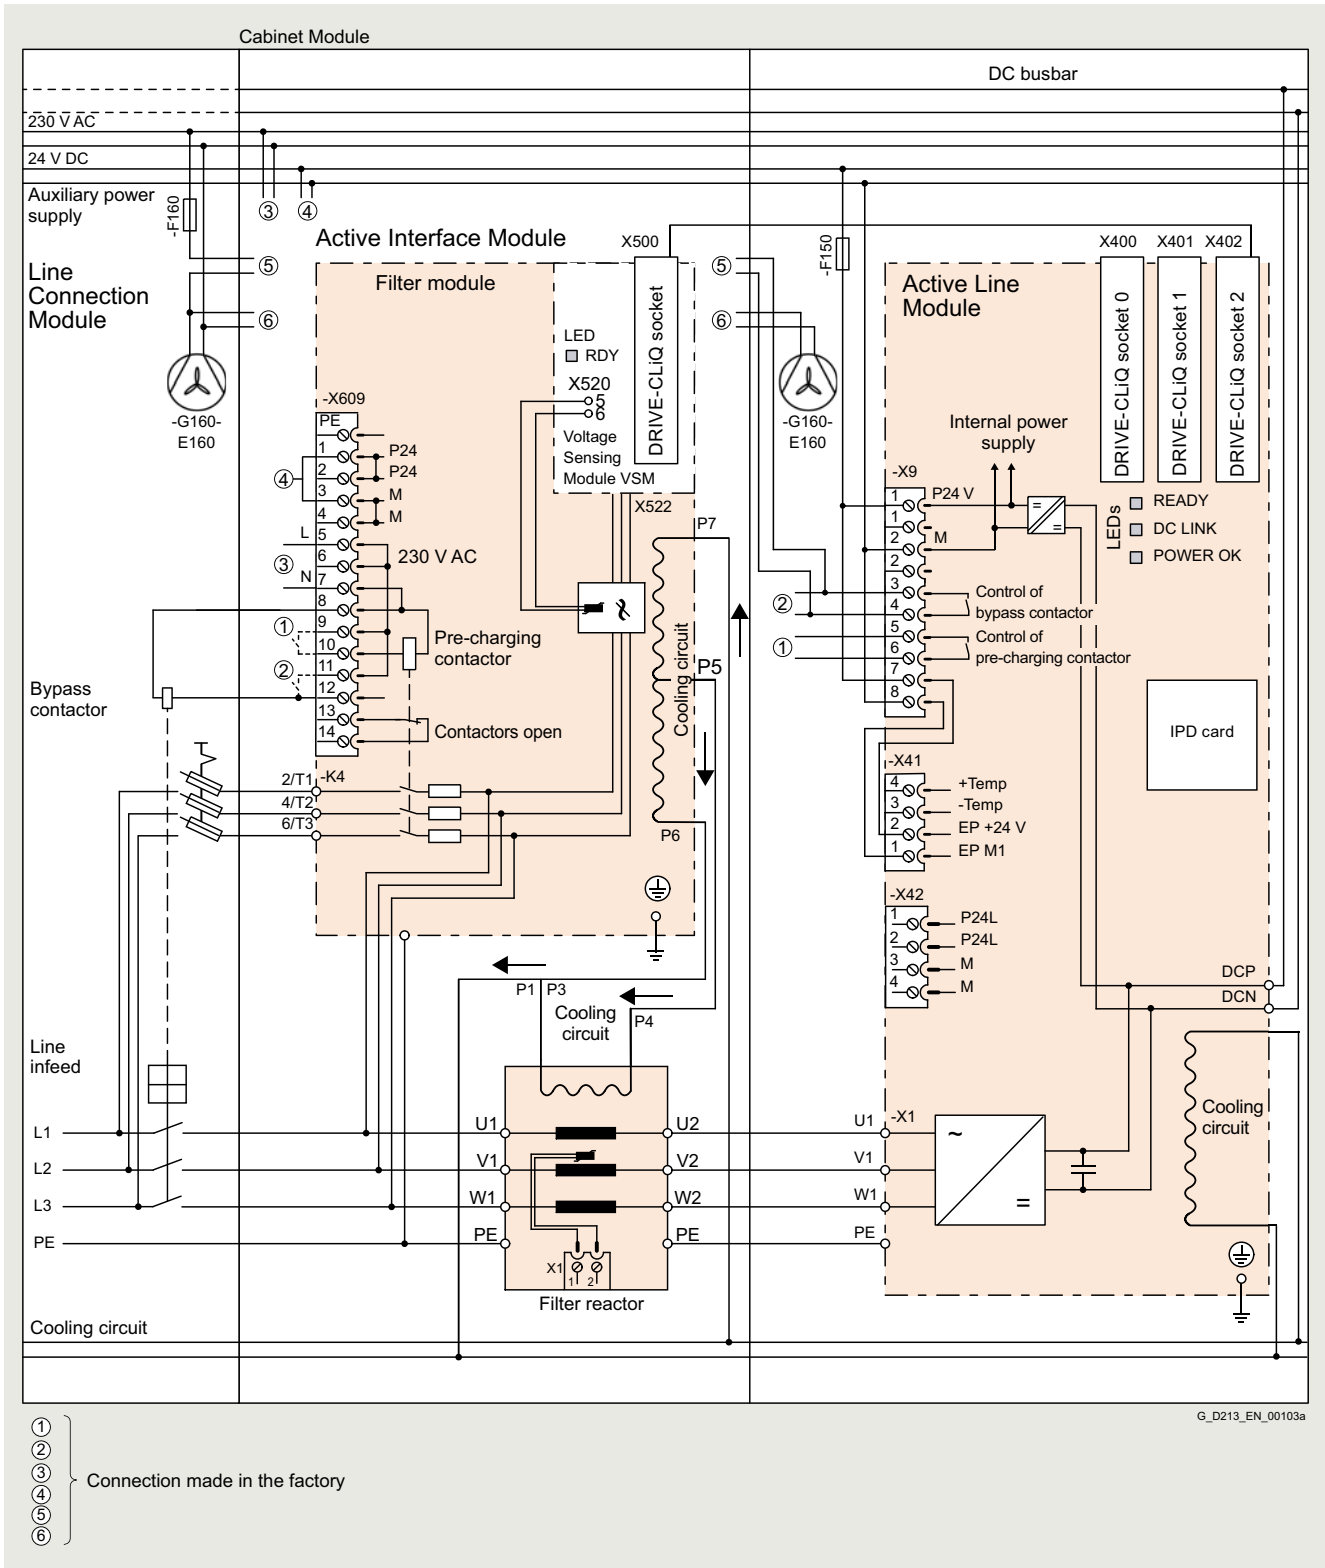 Cabinet Module
DC busbar
230 V AC
24 V DC
Auxiliary power
supply
-F160
③
④
Line
Connection
Module
⑤
⑥
-G160-
E160
Active Interface Module
Filter module
X500
DRIVE-CLiQ socket
LED
RDY
X520
5
6
Voltage
Sensing
Module VSM
X522
-X609
PE
1
2
3
4
5
6
7
8
9
10
11
12
13
14
P24
P24
M
M
④
L
③
N
230 V AC
①
②
Pre-charging
contactor
Contactors open
Bypass
contactor
2/T1
4/T2
6/T3
-K4
P7
Cooling circuit
P5
P6
P1
P3
Cooling
circuit
P4
⑤
⑥
-F150
-G160-
E160
Active Line
Module
X400
X401
X402
DRIVE-CLiQ socket 0
DRIVE-CLiQ socket 1
DRIVE-CLiQ socket 2
Internal power
supply
-X9
1
1
2
2
3
4
5
6
7
8
P24 V
M
=
=
LEDs
READY
DC LINK
POWER OK
②
①
Control of
bypass contactor
Control of
pre-charging contactor
IPD card
-X41
4
3
2
1
+Temp
-Temp
EP +24 V
EP M1
-X42
1
2
3
4
P24L
P24L
M
M
DCP
DCN
Line
infeed
L1
L2
L3
PE
U1
V1
W1
PE
U2
V2
W2
PE
X1
1
2
Filter reactor
U1
V1
W1
PE
-X1
~
=
Cooling
circuit
Cooling circuit
G_D213_EN_00103a
①
②
③
④
⑤
⑥
Connection made in the factory